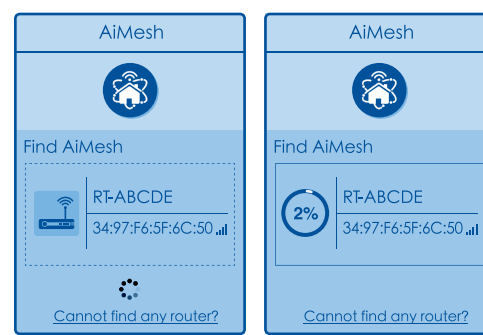 AiMesh
Find AiMesh
RT-ABCDE
34:97:F6:5F:6C:50
Cannot find any router?
AiMesh
Find AiMesh
2%
RT-ABCDE
34:97:F6:5F:6C:50
Cannot find any router?